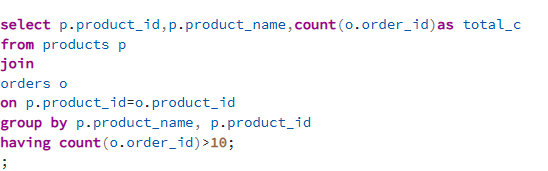 select p.product_id,p.product_name,count(o.order_id)as total_c
from products p
join
orders o
on p.product_id=o.product_id
group by p.product_name, p.product_id
having count(o.order_id)>10;
;